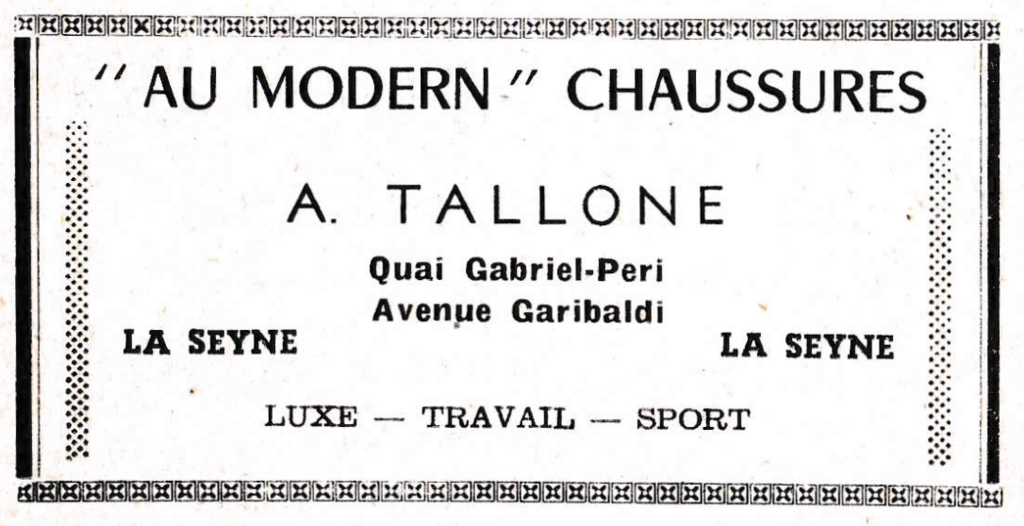 "AU MODERN" CHAUSSURES
A. TALLONE
Quai Gabriel-Peri
Avenue Garibaldi
LA SEYNE LA SEYNE
LUXE — TRAVAIL — SPORT